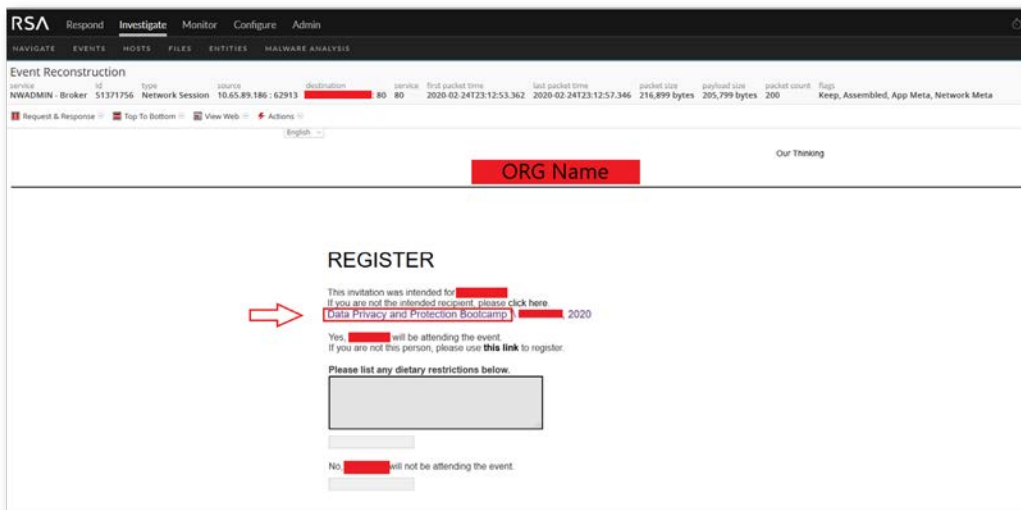 RSA Respond Investigate Monitor Configure Admin
NAVIGATE EVENTS HOSTS FILES ENTITIES MALWARE ANALYSIS
Event Reconstruction
service id type source destination service first packet time last packet time packet size payload size packet count flags
NWADMIN - Broker 51371756 Network Session 10.65.89.186 : 62913 : 80 80 2020-02-24T23:12:53.362 2020-02-24T23:12:57.346 216,899 bytes 205,799 bytes 200 Keep, Assembled, App Meta, Network Meta
Request & Response Top To Bottom View Web Actions
English
Our Thinking
ORG Name
REGISTER
This invitation was intended for
If you are not the intended recipient, please click here.
Data Privacy and Protection Bootcamp \ , 2020
Yes, will be attending the event.
If you are not this person, please use this link to register.
Please list any dietary restrictions below.
No, will not be attending the event.